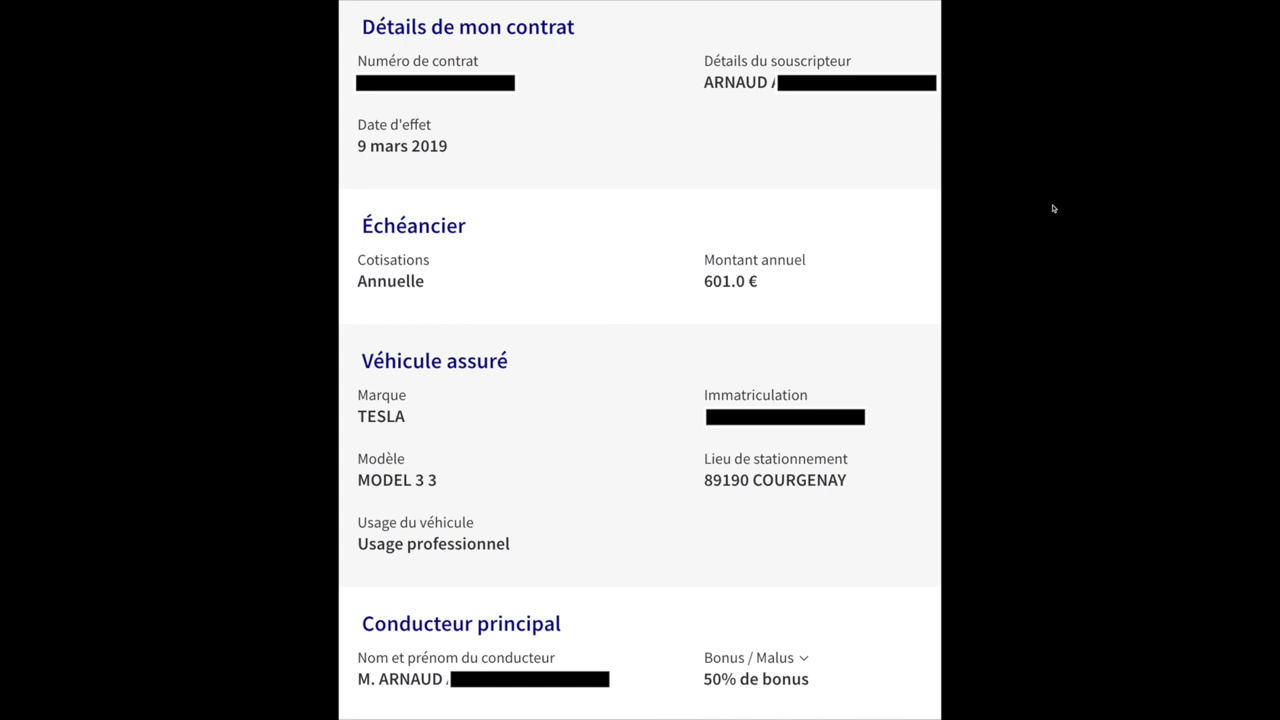 Détails de mon contrat
Numéro de contrat
Détails du souscripteur
ARNAUD
Date d'effet
9 mars 2019
Échéancier
Cotisations
Annuelle
Montant annuel
601.0 €
Véhicule assuré
Marque
TESLA
Immatriculation
Modèle
MODEL 3 3
Lieu de stationnement
89190 COURGENAY
Usage du véhicule
Usage professionnel
Conducteur principal
Nom et prénom du conducteur
M. ARNAUD
Bonus / Malus
50% de bonus